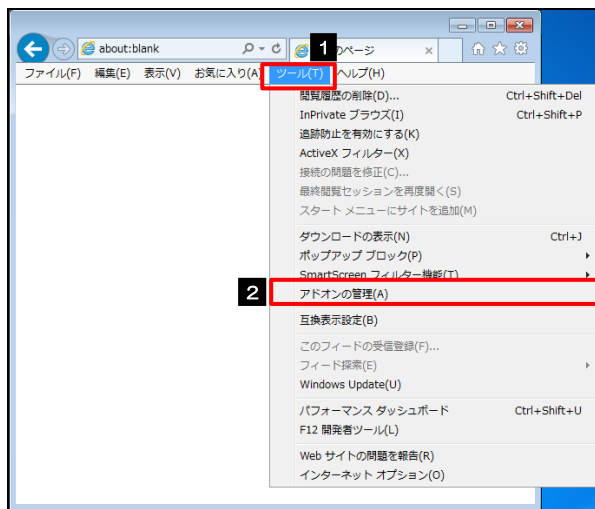 about:blank
1
のページ
ファイル(F) 編集(E) 表示(V) お気に入り(A) ツール(T) ヘルプ(H)
閲覧履歴の削除(D)... Ctrl+Shift+Del
InPrivate ブラウズ(I) Ctrl+Shift+P
追跡防止を有効にする(K)
ActiveX フィルター(X)
接続の問題を修正(C)...
最終閲覧セッションを再度開く(S)
スタート メニューにサイトを追加(M)
ダウンロードの表示(N) Ctrl+J
ポップアップ ブロック(P)
SmartScreen フィルター機能(T)
2
アドオンの管理(A)
互換表示設定(B)
このフィードの受信登録(F)...
フィード探索(E)
Windows Update(U)
パフォーマンス ダッシュボード Ctrl+Shift+U
F12 開発者ツール(L)
Web サイトの問題を報告(R)
インターネット オプション(O)